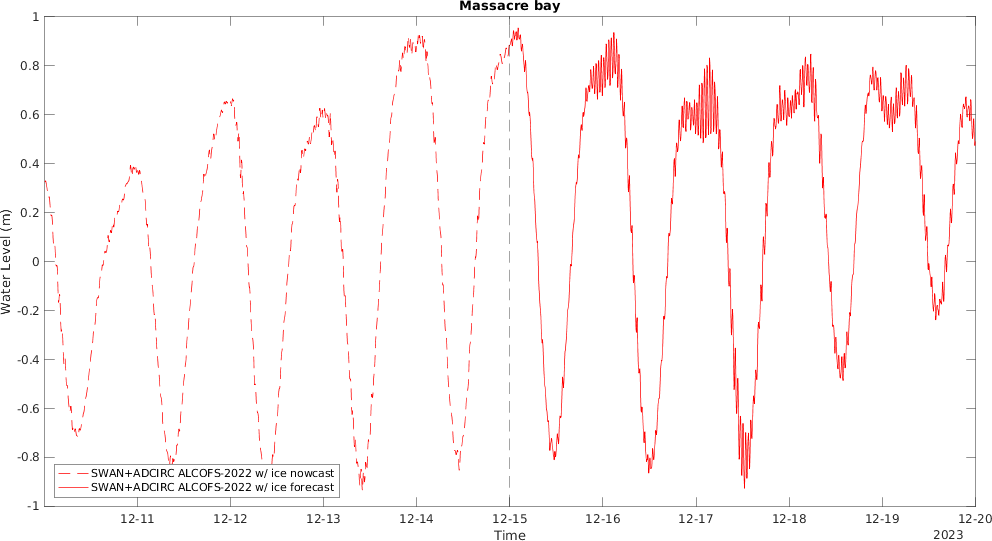 Massacre bay
1
0.8
0.6
0.4
0.2
0
-0.2
-0.4
-0.6
-0.8
-1
Water Level (m)
SWAN+ADCIRC ALCOFS-2022 w/ ice nowcast
SWAN+ADCIRC ALCOFS-2022 w/ ice forecast
12-11 12-12 12-13 12-14 12-15 12-16 12-17 12-18 12-19 12-20
Time
2023